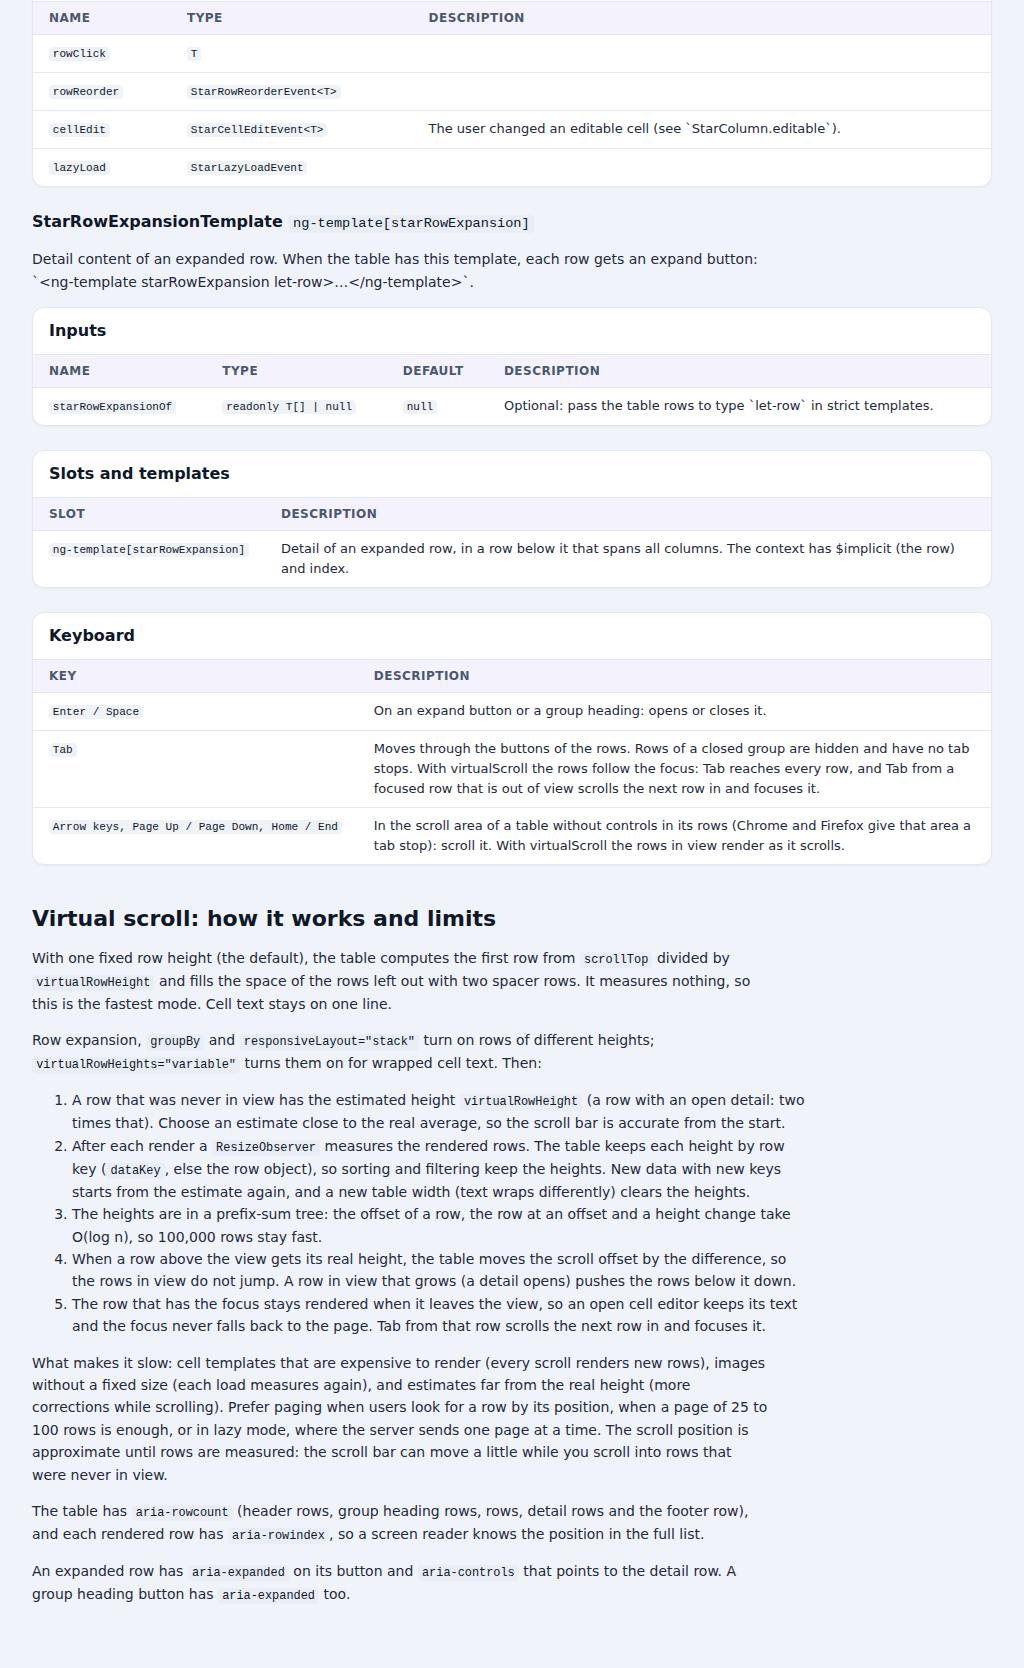 NAME TYPE DESCRIPTION
rowClick T
rowReorder StarRowReorderEvent<T>
cellEdit StarCellEditEvent<T> The user changed an editable cell (see `StarColumn.editable`).
lazyLoad StarLazyLoadEvent
StarRowExpansionTemplate ng-template[starRowExpansion]
Detail content of an expanded row. When the table has this template, each row gets an expand button:
`<ng-template starRowExpansion let-row>…</ng-template>`.
Inputs
NAME TYPE DEFAULT DESCRIPTION
starRowExpansionOf readonly T[] | null null Optional: pass the table rows to type `let-row` in strict templates.
Slots and templates
SLOT DESCRIPTION
ng-template[starRowExpansion] Detail of an expanded row, in a row below it that spans all columns. The context has $implicit (the row)
and index.
Keyboard
KEY DESCRIPTION
Enter / Space On an expand button or a group heading: opens or closes it.
Tab Moves through the buttons of the rows. Rows of a closed group are hidden and have no tab
stops. With virtualScroll the rows follow the focus: Tab reaches every row, and Tab from a
focused row that is out of view scrolls the next row in and focuses it.
Arrow keys, Page Up / Page Down, Home / End In the scroll area of a table without controls in its rows (Chrome and Firefox give that area a
tab stop): scroll it. With virtualScroll the rows in view render as it scrolls.
Virtual scroll: how it works and limits
With one fixed row height (the default), the table computes the first row from scrollTop divided by
virtualRowHeight and fills the space of the rows left out with two spacer rows. It measures nothing, so
this is the fastest mode. Cell text stays on one line.
Row expansion, groupBy and responsiveLayout="stack" turn on rows of different heights;
virtualRowHeights="variable" turns them on for wrapped cell text. Then:
1. A row that was never in view has the estimated height virtualRowHeight (a row with an open detail: two
times that). Choose an estimate close to the real average, so the scroll bar is accurate from the start.
2. After each render a ResizeObserver measures the rendered rows. The table keeps each height by row
key (dataKey, else the row object), so sorting and filtering keep the heights. New data with new keys
starts from the estimate again, and a new table width (text wraps differently) clears the heights.
3. The heights are in a prefix-sum tree: the offset of a row, the row at an offset and a height change take
O(log n), so 100,000 rows stay fast.
4. When a row above the view gets its real height, the table moves the scroll offset by the difference, so
the rows in view do not jump. A row in view that grows (a detail opens) pushes the rows below it down.
5. The row that has the focus stays rendered when it leaves the view, so an open cell editor keeps its text
and the focus never falls back to the page. Tab from that row scrolls the next row in and focuses it.
What makes it slow: cell templates that are expensive to render (every scroll renders new rows), images
without a fixed size (each load measures again), and estimates far from the real height (more
corrections while scrolling). Prefer paging when users look for a row by its position, when a page of 25 to
100 rows is enough, or in lazy mode, where the server sends one page at a time. The scroll position is
approximate until rows are measured: the scroll bar can move a little while you scroll into rows that
were never in view.
The table has aria-rowcount (header rows, group heading rows, rows, detail rows and the footer row),
and each rendered row has aria-rowindex, so a screen reader knows the position in the full list.
An expanded row has aria-expanded on its button and aria-controls that points to the detail row. A
group heading button has aria-expanded too.